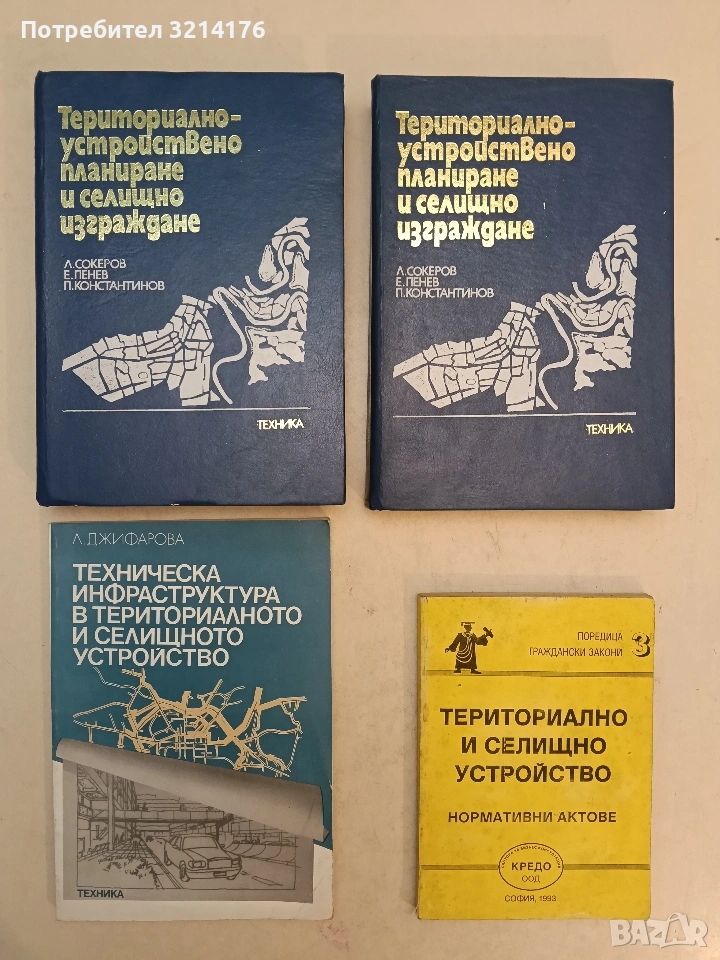 Потребител 3214176
Териториално-
устройствено
планиране
и селищно
изграждане
Л.СОКЕРОВ
Е.ПЕНЕВ
П.КОНСТАНТИНОВ
ТЕХНИКА
Териториално-
устройствено
планиране
и селищно
изграждане
Л.СОКЕРОВ
Е.ПЕНЕВ
П.КОНСТАНТИНОВ
ТЕХНИКА
Л.ДЖИФАРОВА
ТЕХНИЧЕСКА
ИНФРАСТРУКТУРА
В ТЕРИТОРИАЛНОТО
И СЕЛИЩНОТО
УСТРОЙСТВО
ТЕХНИКА
ПОРЕДИЦА
ГРАЖДАНСКИ ЗАКОНИ
3
ТЕРИТОРИАЛНО
И СЕЛИЩНО
УСТРОЙСТВО
НОРМАТИВНИ АКТОВЕ
КРЕДО
ООД
СОФИЯ, 1993
BAZAR